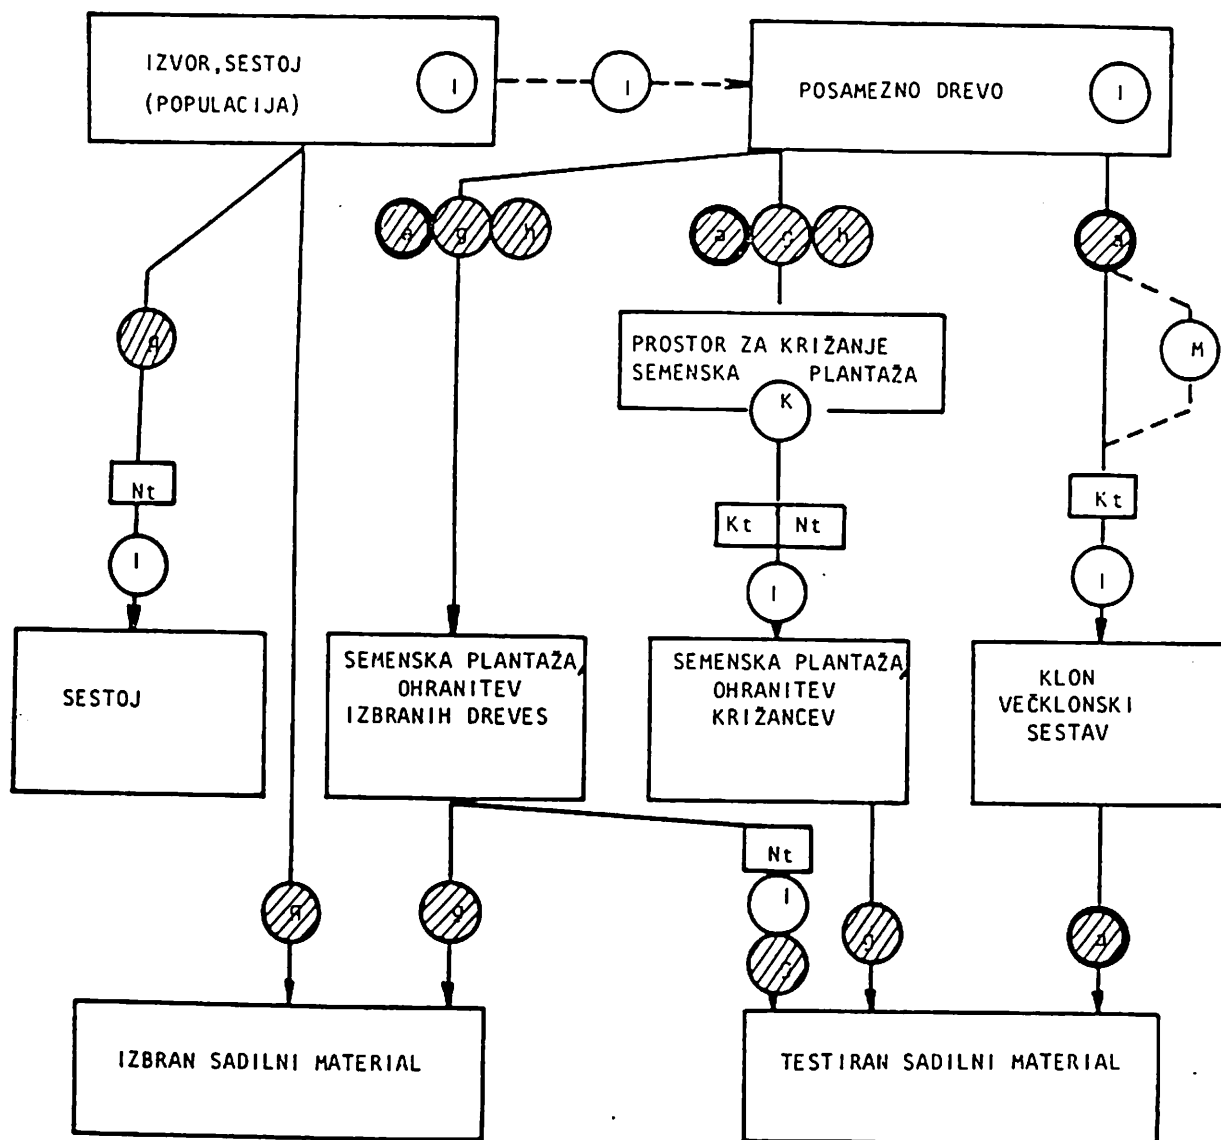 IZVOR,SESTOJ
(POPULACIJA)
I
I
POSAMEZNO DREVO
I
g
h
a
h
a
g
PROSTOR ZA KRIŽANJE
SEMENSKA PLANTAŽA
K
M
Nt
Kt
Nt
Kt
I
I
I
SESTOJ
SEMENSKA PLANTAŽA,
OHRANITEV
IZBRANIH DREVES
SEMENSKA PLANTAŽA,
OHRANITEV
KRIŽANCEV
KLON
VEČKLONSKI
SESTAV
Nt
I
g
g
g
a
IZBRAN SADILNI MATERIAL
TESTIRAN SADILNI MATERIAL